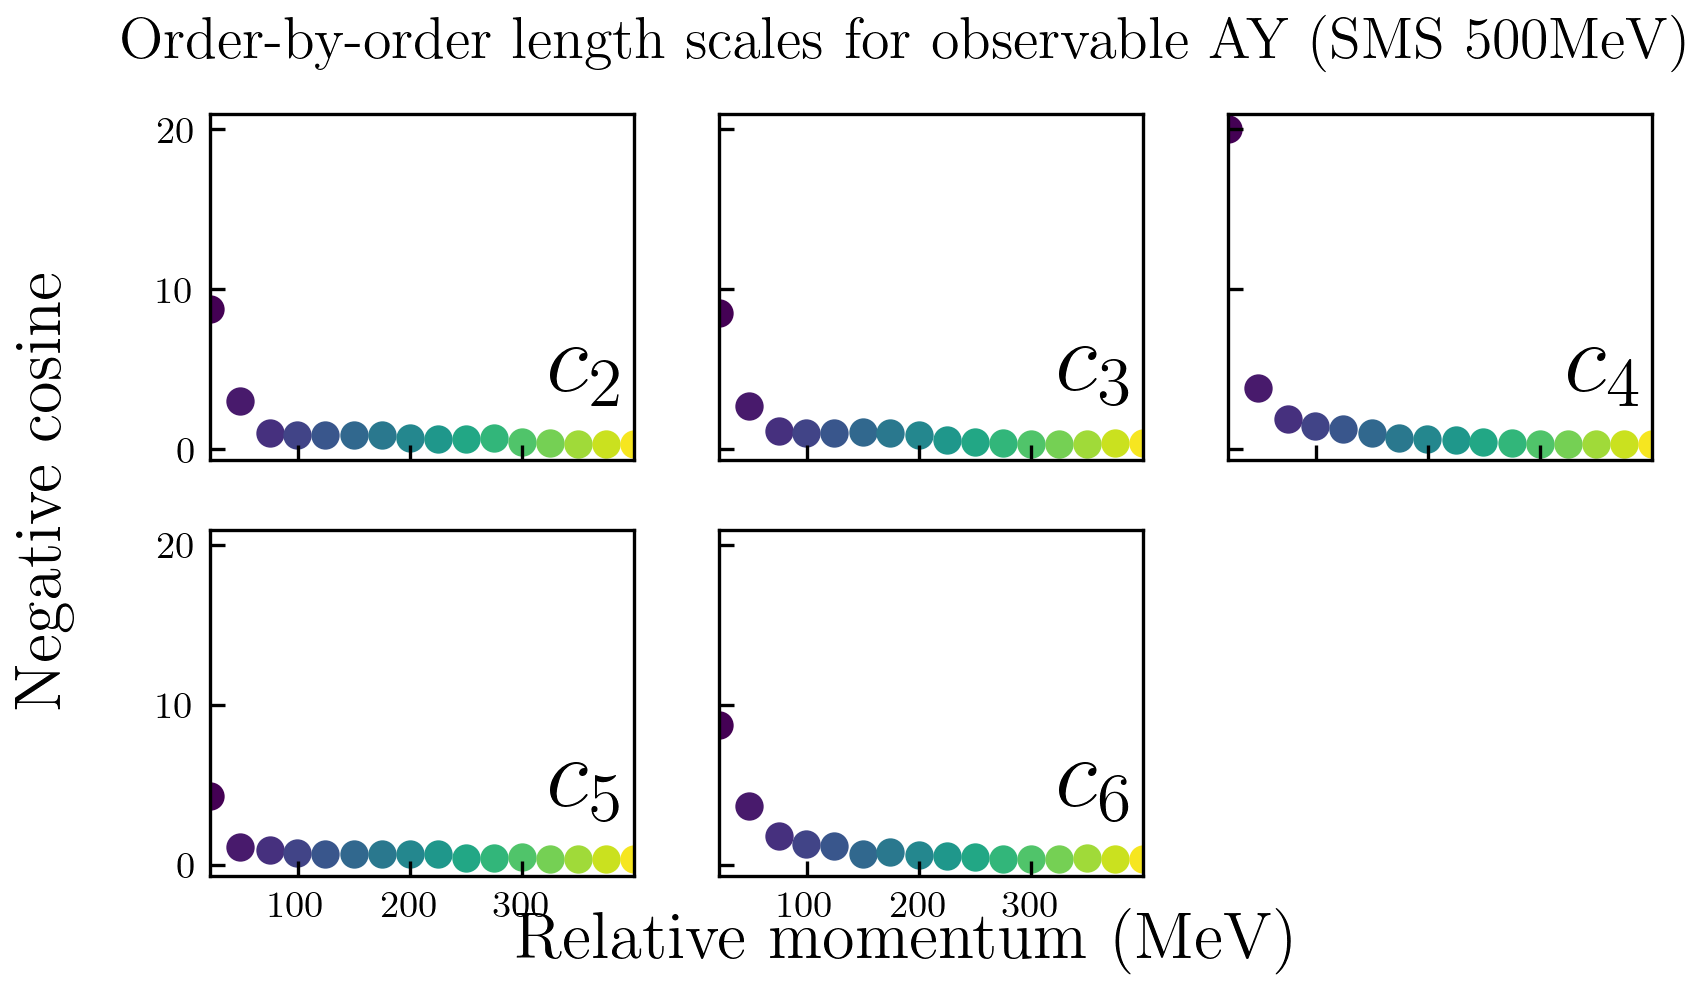 Order-by-order length scales for observable AY (SMS 500MeV)
Negative cosine
20
10
0
c₂
c₃
c₄
20
10
0
c₅
c₆
100 200 300
100 200 300
Relative momentum (MeV)